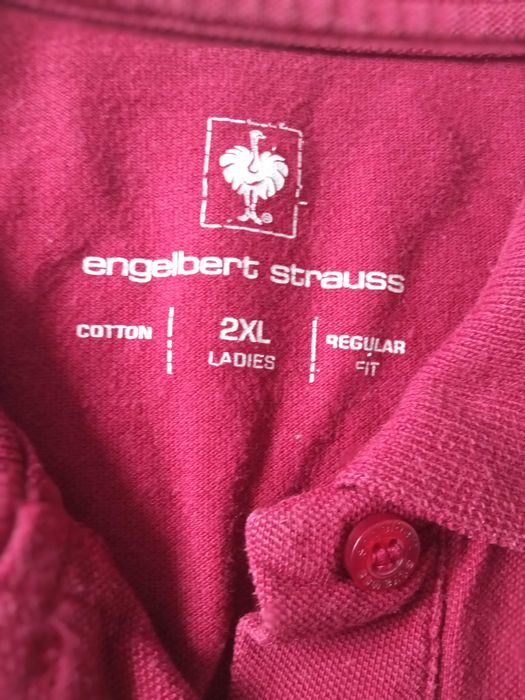 engelbert strauss
COTTON
2XL
LADIES
REGULAR
FIT